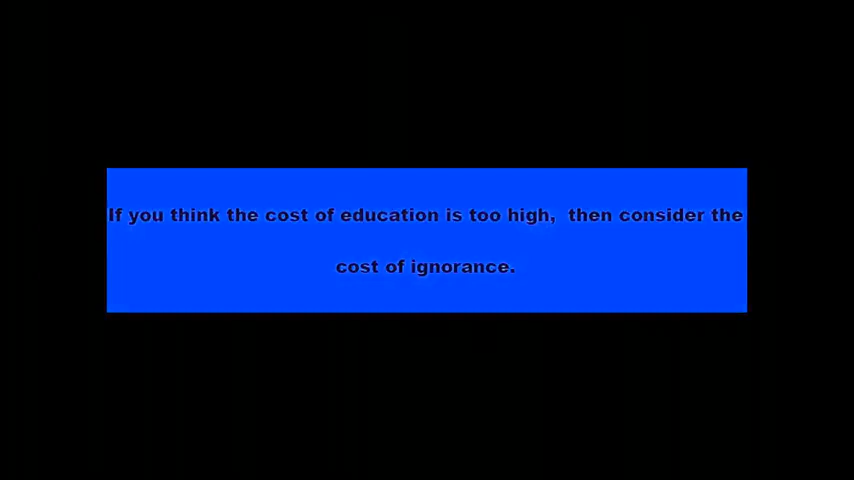 If you think the cost of education is too high,  then consider the
cost of ignorance.